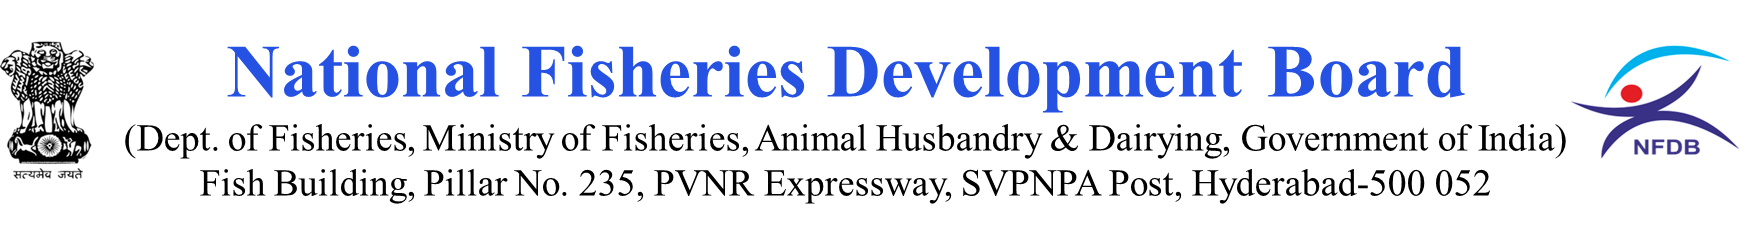 National Fisheries Development Board
(Dept. of Fisheries, Ministry of Fisheries, Animal Husbandry & Dairying, Government of India)
Fish Building, Pillar No. 235, PVNR Expressway, SVPNPA Post, Hyderabad-500 052
सत्यमेव जयते
NFDB